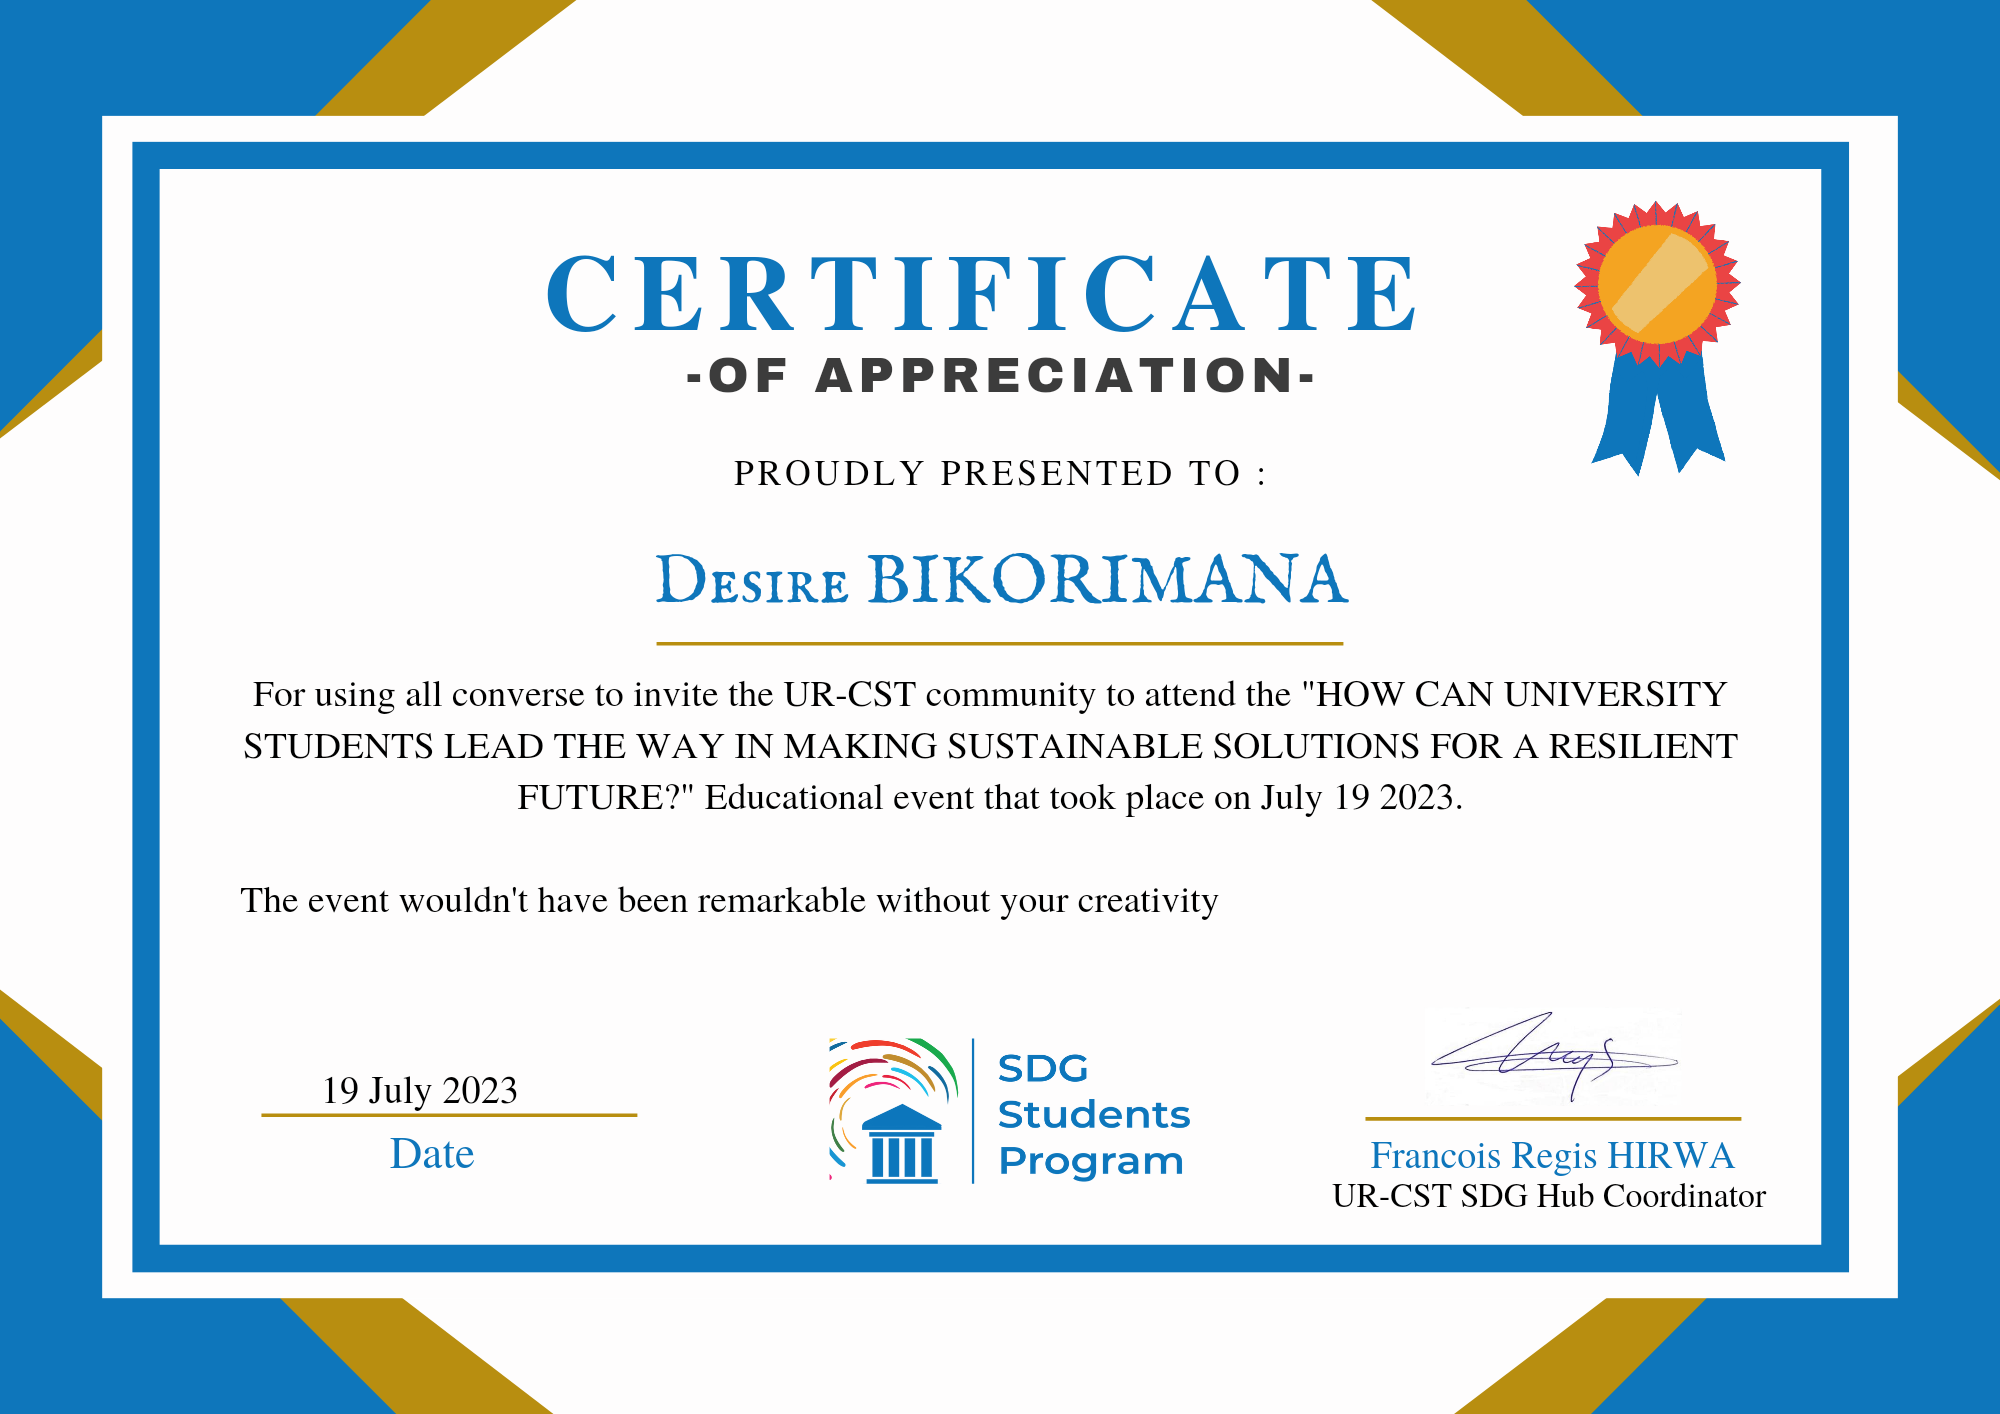 CERTIFICATE
-OF APPRECIATION-
PROUDLY PRESENTED TO :
Desire BIKORIMANA
For using all converse to invite the UR-CST community to attend the "HOW CAN UNIVERSITY
STUDENTS LEAD THE WAY IN MAKING SUSTAINABLE SOLUTIONS FOR A RESILIENT
FUTURE?" Educational event that took place on July 19 2023.
The event wouldn't have been remarkable without your creativity
19 July 2023
Date
SDG
Students
Program
Francois Regis HIRWA
UR-CST SDG Hub Coordinator